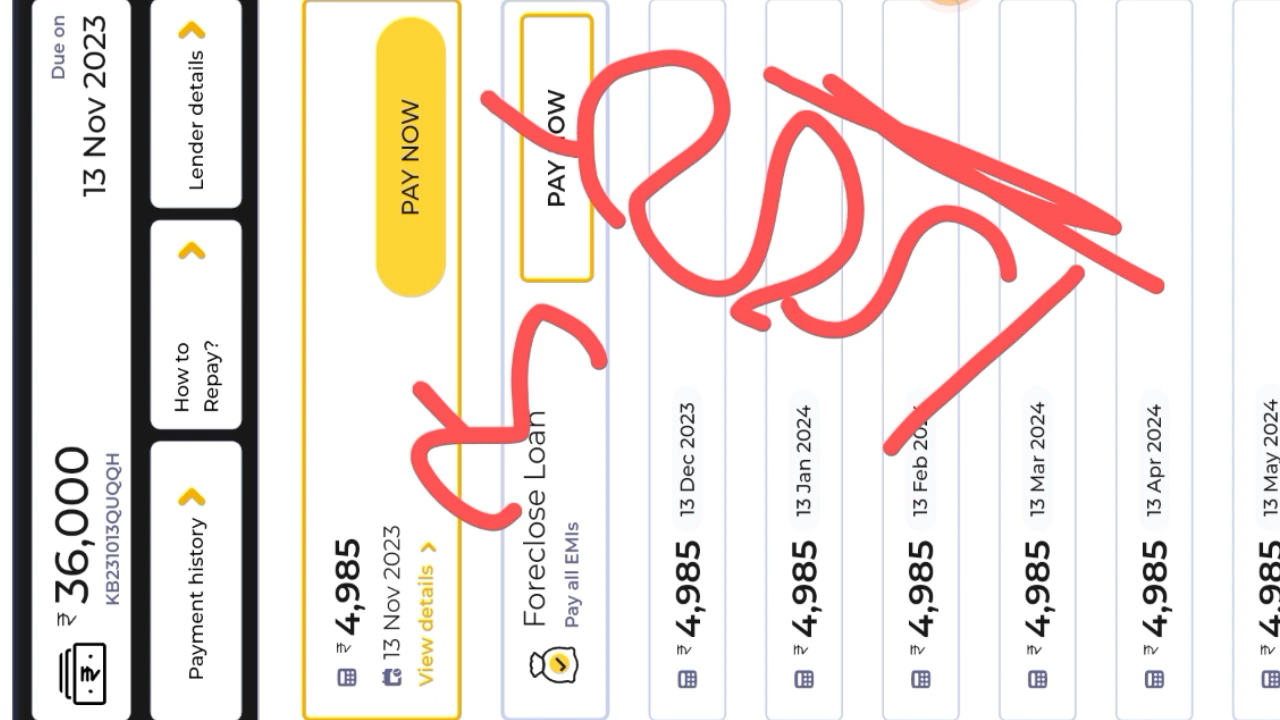 ₹ 36,000
Due on
KB231013QUQQH
13 Nov 2023
Payment history
How to
Repay?
Lender details
₹ 4,985
13 Nov 2023
View details
PAY NOW
Foreclose Loan
Pay all EMIs
PAY NOW
₹ 4,985 13 Dec 2023
₹ 4,985 13 Jan 2024
₹ 4,985 13 Feb 2024
₹ 4,985 13 Mar 2024
₹ 4,985 13 Apr 2024
₹ 4,985 13 May 2024